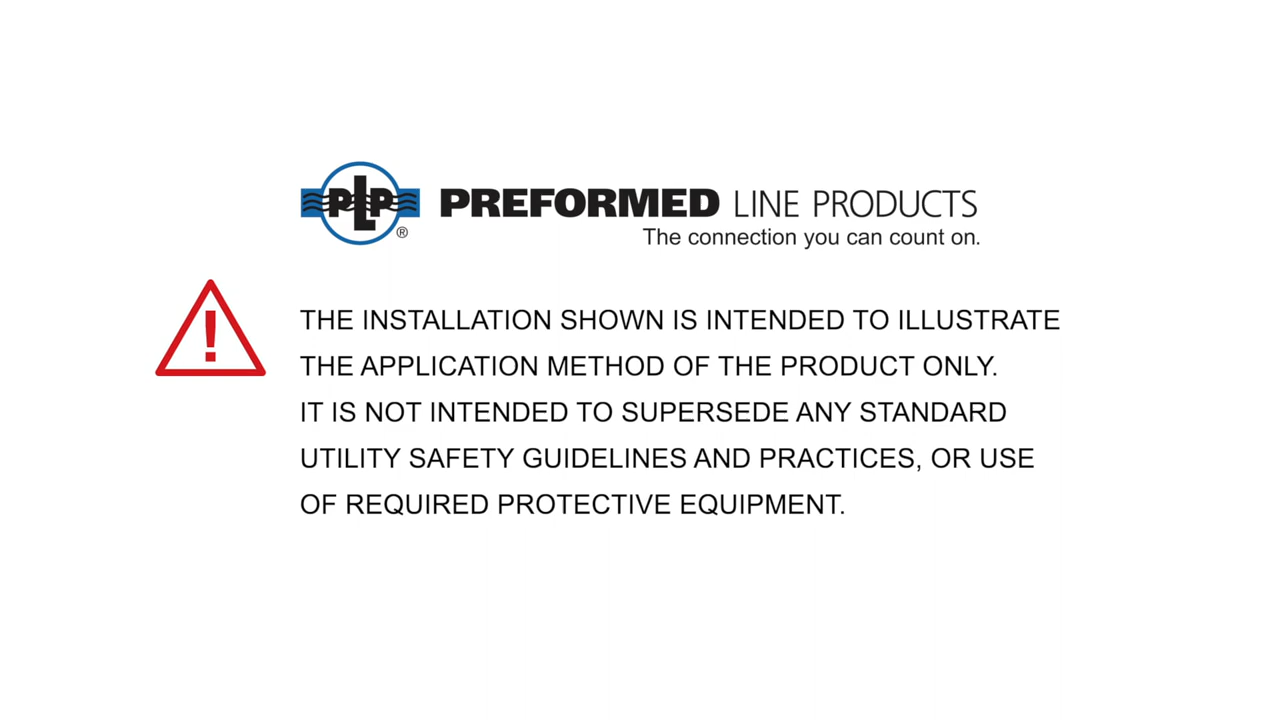 PLP®
PREFORMED LINE PRODUCTS
The connection you can count on.
!
THE INSTALLATION SHOWN IS INTENDED TO ILLUSTRATE
THE APPLICATION METHOD OF THE PRODUCT ONLY.
IT IS NOT INTENDED TO SUPERSEDE ANY STANDARD
UTILITY SAFETY GUIDELINES AND PRACTICES, OR USE
OF REQUIRED PROTECTIVE EQUIPMENT.